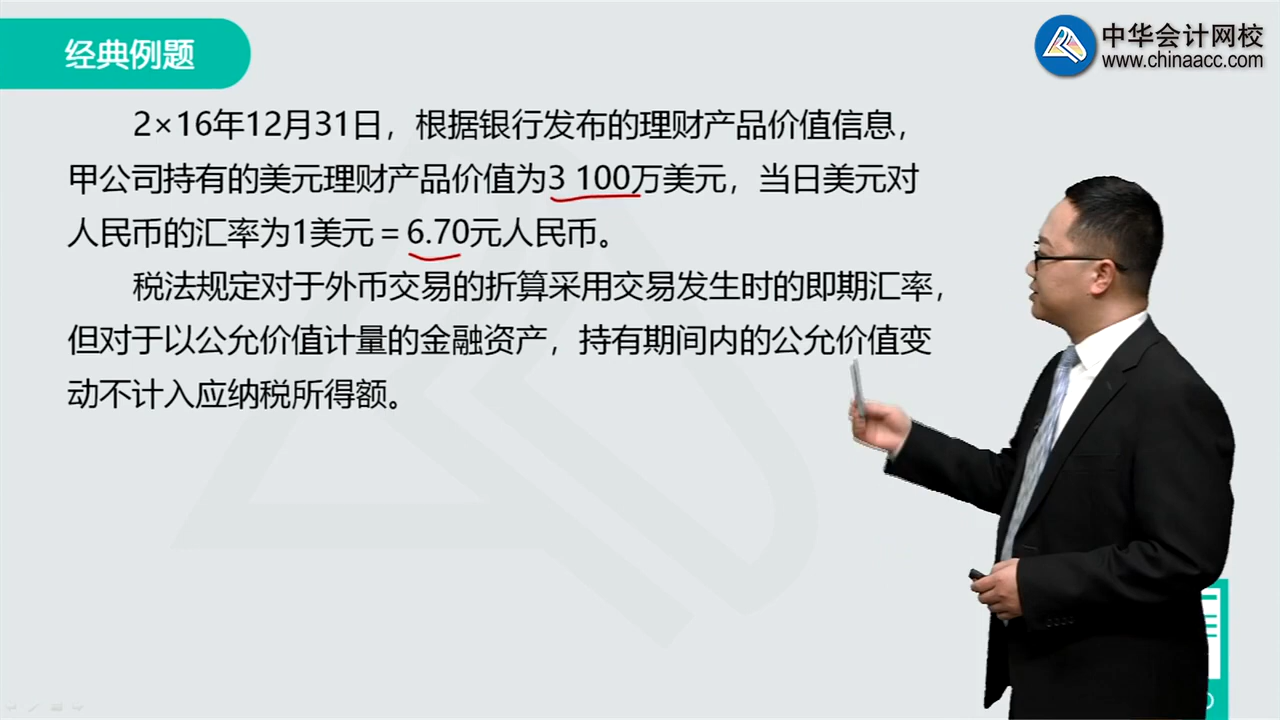 经典例题
中华会计网校
www.chinaacc.com
2×16年12月31日，根据银行发布的理财产品价值信息，
甲公司持有的美元理财产品价值为3 100万美元，当日美元对
人民币的汇率为1美元＝6.70元人民币。
税法规定对于外币交易的折算采用交易发生时的即期汇率，
但对于以公允价值计量的金融资产，持有期间内的公允价值变
动不计入应纳税所得额。